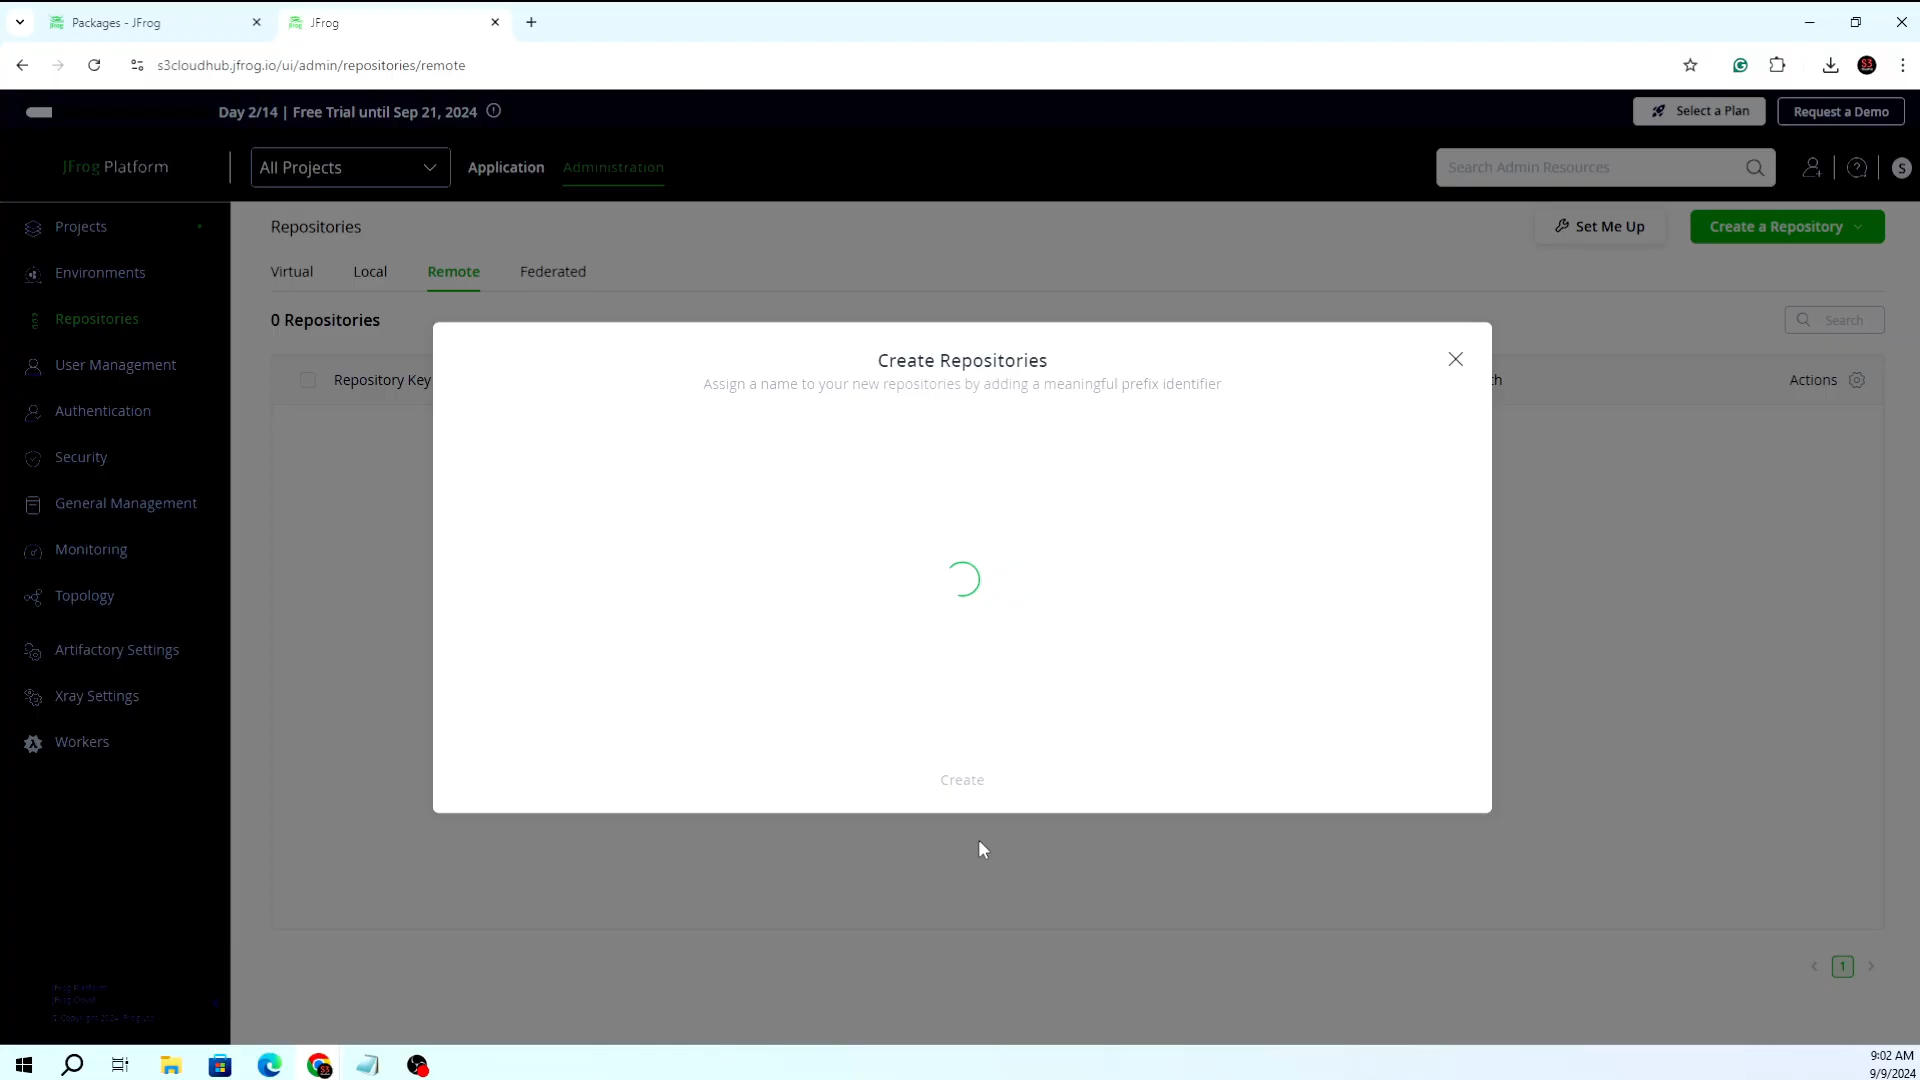 Packages - JFrog
JFrog
s3cloudhub.jfrog.io/ui/admin/repositories/remote
Day 2/14 | Free Trial until Sep 21, 2024
Select a Plan
Request a Demo
JFrog Platform
All Projects
Application
Administration
Search Admin Resources
S
Projects
Environments
Repositories
User Management
Authentication
Security
General Management
Monitoring
Topology
Artifactory Settings
Xray Settings
Workers
JFrog Platform
JFrog Cloud
Repositories
Set Me Up
Create a Repository
Virtual
Local
Remote
Federated
0 Repositories
Search
Repository Key
Actions
Create Repositories
Assign a name to your new repositories by adding a meaningful prefix identifier
Create
1
9:02 AM
9/9/2024